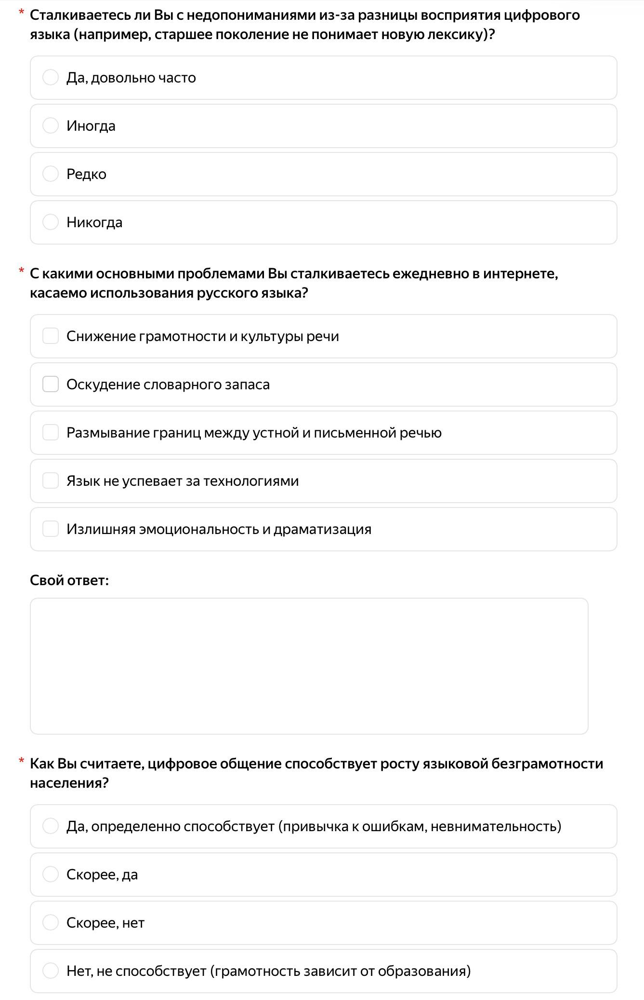 * Сталкиваетесь ли Вы с недопониманиями из-за разницы восприятия цифрового
языка (например, старшее поколение не понимает новую лексику)?
Да, довольно часто
Иногда
Редко
Никогда
* С какими основными проблемами Вы сталкиваетесь ежедневно в интернете,
касаемо использования русского языка?
Снижение грамотности и культуры речи
Оскудение словарного запаса
Размывание границ между устной и письменной речью
Язык не успевает за технологиями
Излишняя эмоциональность и драматизация
Свой ответ:
* Как Вы считаете, цифровое общение способствует росту языковой безграмотности
населения?
Да, определенно способствует (привычка к ошибкам, невнимательность)
Скорее, да
Скорее, нет
Нет, не способствует (грамотность зависит от образования)